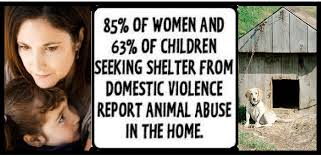 85% OF WOMEN AND
63% OF CHILDREN
SEEKING SHELTER FROM
DOMESTIC VIOLENCE
REPORT ANIMAL ABUSE
IN THE HOME.